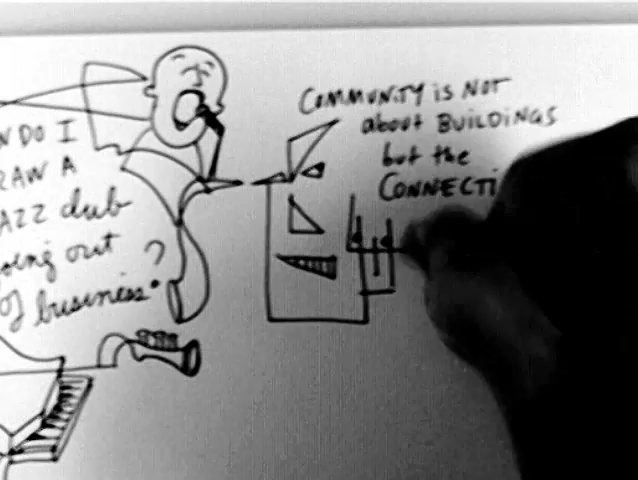 DO I
RAW A
AZZ club
oing out
of business?
COMMUNITY is NOT
about BUILDINGS
but the
CONNECTI